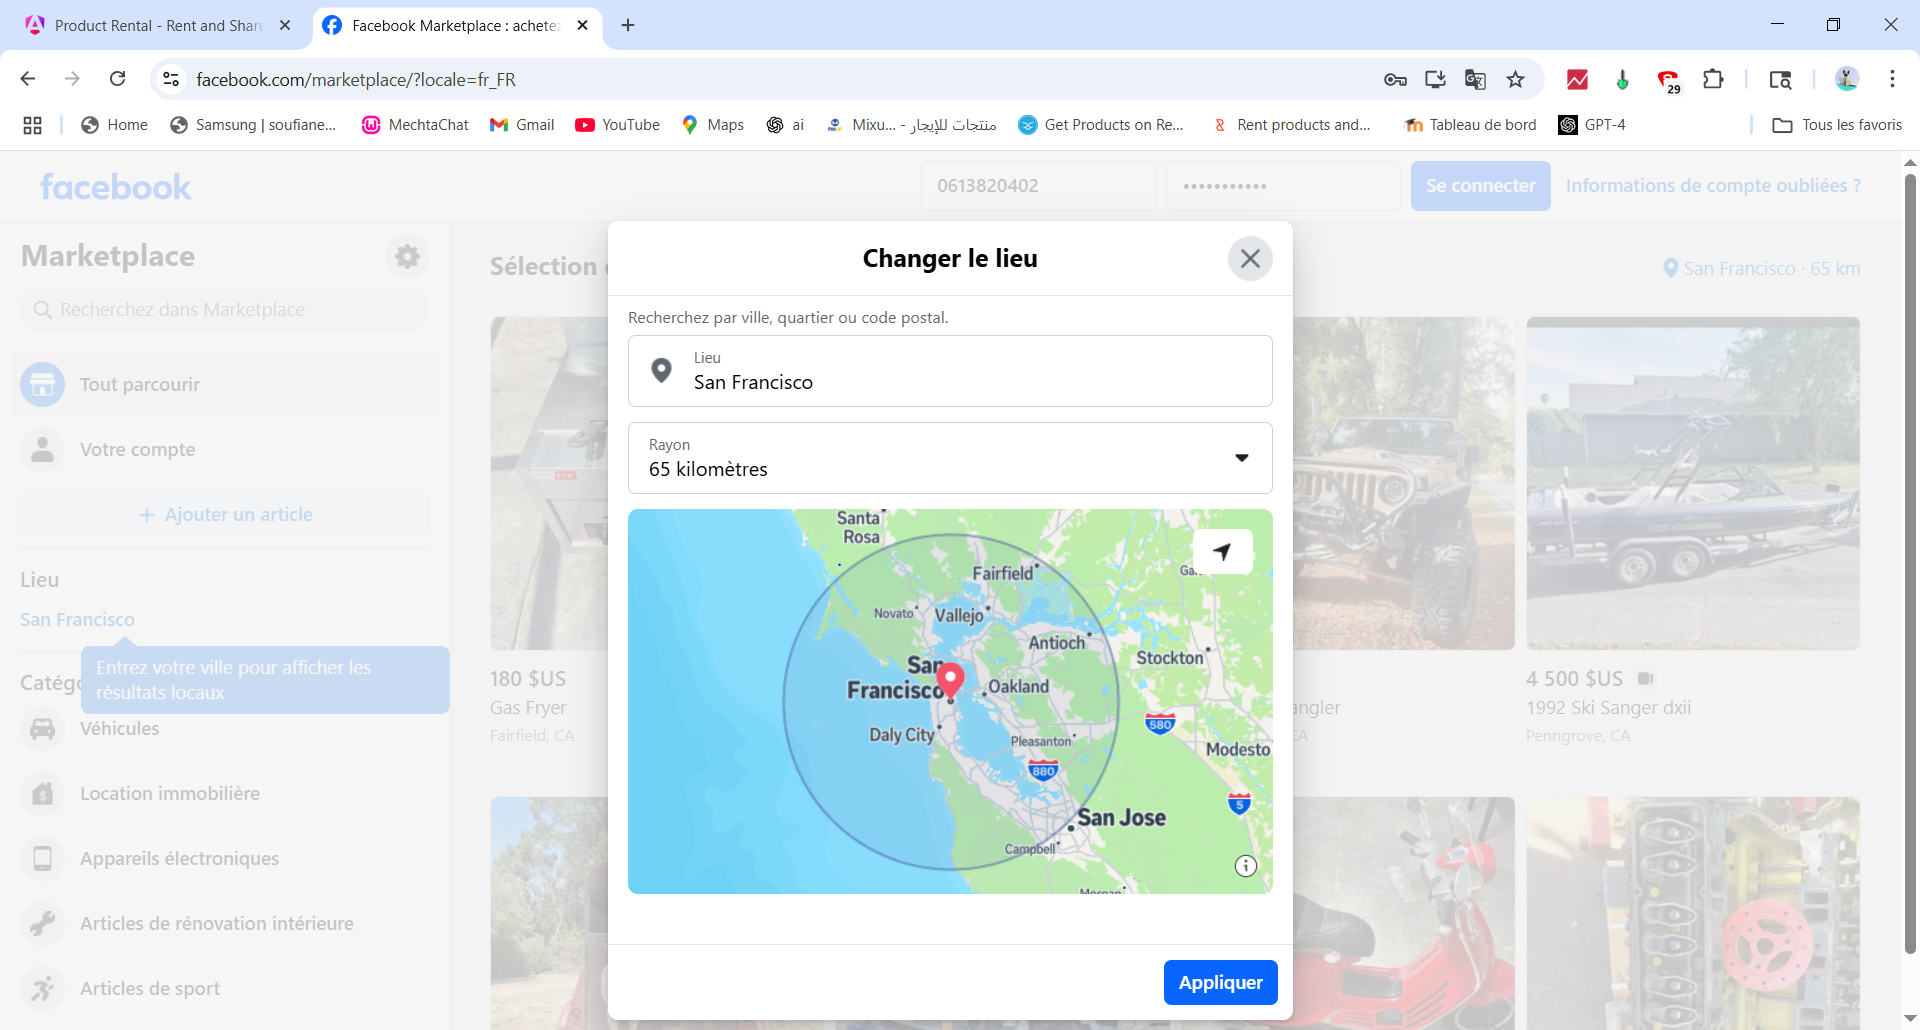 Product Rental - Rent and Share
Facebook Marketplace : achetez
facebook.com/marketplace/?locale=fr_FR
29
Home
Samsung | soufiane...
MechtaChat
Gmail
YouTube
Maps
ai
Mixu... - منتجات للإيجار
Get Products on Re...
Rent products and...
Tableau de bord
GPT-4
Tous les favoris
facebook
0613820402
•••••••••••
Se connecter
Informations de compte oubliées ?
Marketplace
Recherchez dans Marketplace
Tout parcourir
Votre compte
+ Ajouter un article
Lieu
San Francisco
Entrez votre ville pour afficher les
résultats locaux
Catégo
Véhicules
Location immobilière
Appareils électroniques
Articles de rénovation intérieure
Articles de sport
Sélection
San Francisco · 65 km
180 $US
Gas Fryer
Fairfield, CA
angler
CA
4 500 $US
1992 Ski Sanger dxii
Penngrove, CA
Changer le lieu
Recherchez par ville, quartier ou code postal.
Lieu
San Francisco
Rayon
65 kilomètres
Santa
Rosa
Fairfield
Novato
Vallejo
Antioch
Stockton
San
Francisco
Oakland
580
Daly City
Pleasanton
Modesto
880
5
San Jose
Campbell
Appliquer